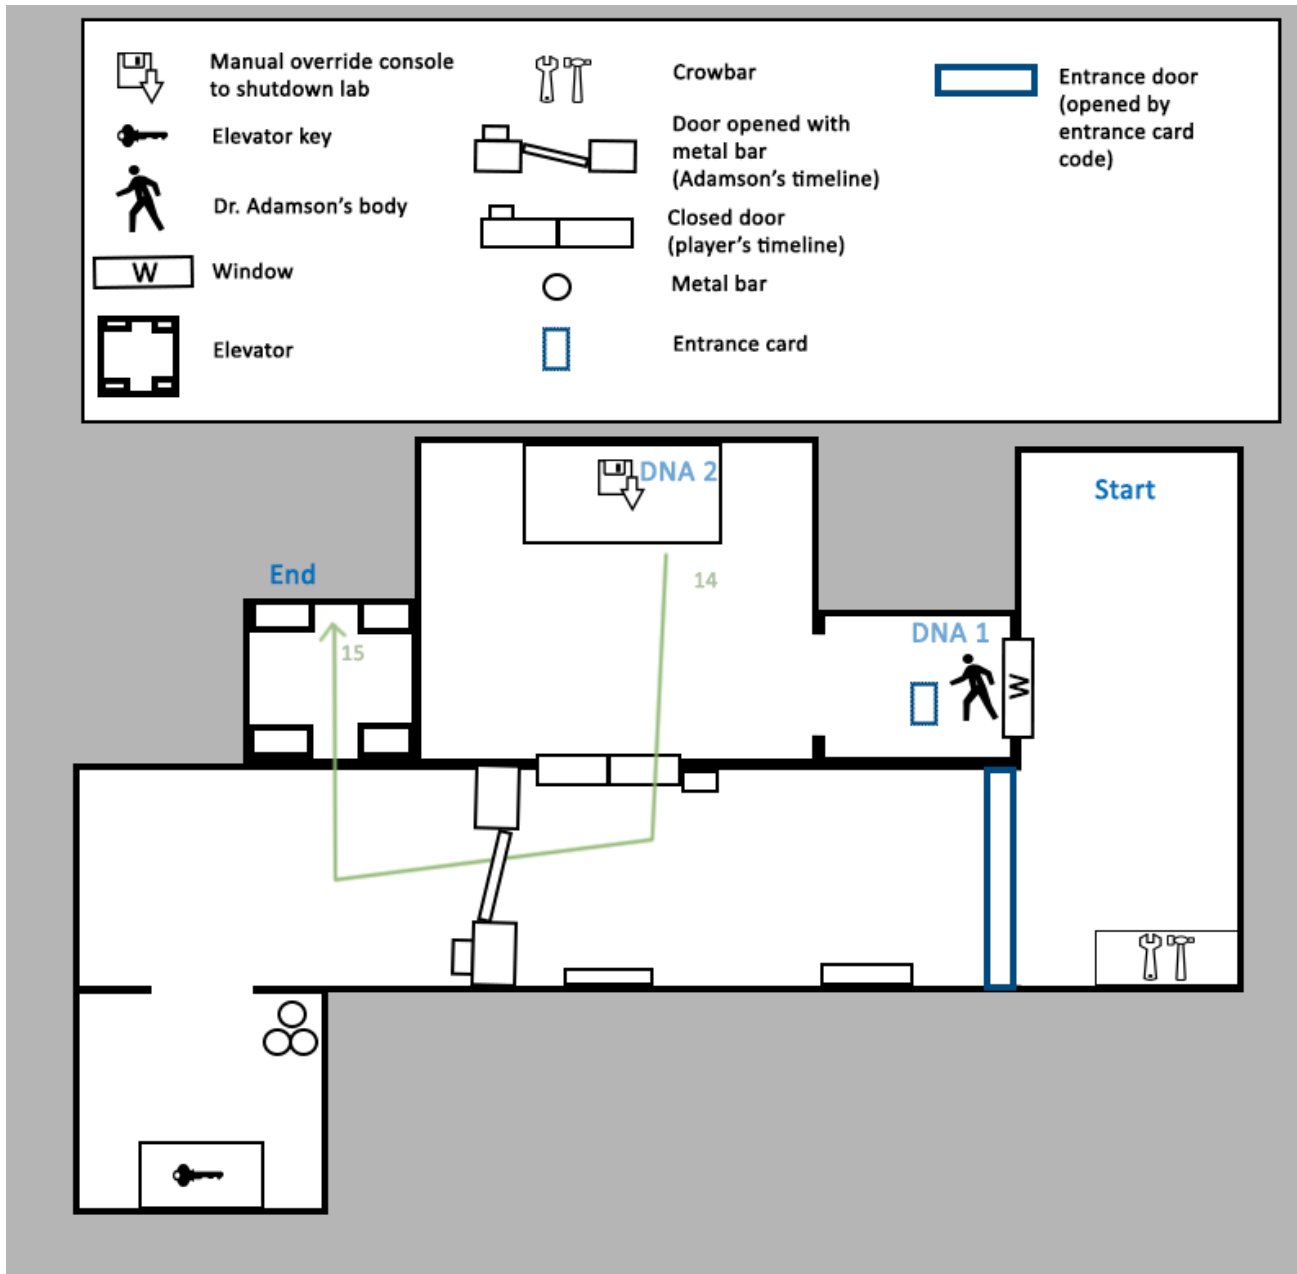 Manual override console
to shutdown lab
Elevator key
Dr. Adamson's body
W
Window
Elevator
Crowbar
Door opened with
metal bar
(Adamson's timeline)
Closed door
(player's timeline)
Metal bar
Entrance card
Entrance door
(opened by
entrance card
code)
DNA 2
Start
End
14
DNA 1
15
W